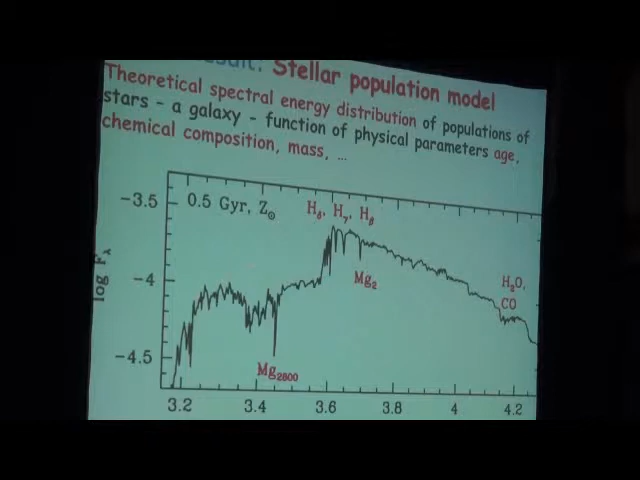 Stellar population model
Theoretical spectral energy distribution of populations of
stars - a galaxy - function of physical parameters age,
chemical composition, mass, ...
0.5 Gyr, Z⊙
Hδ, Hγ, Hβ
−3.5
−4
−4.5
log Fλ
Mg₂
H₂O,
CO
Mg₂₈₀₀
3.2 3.4 3.6 3.8 4 4.2